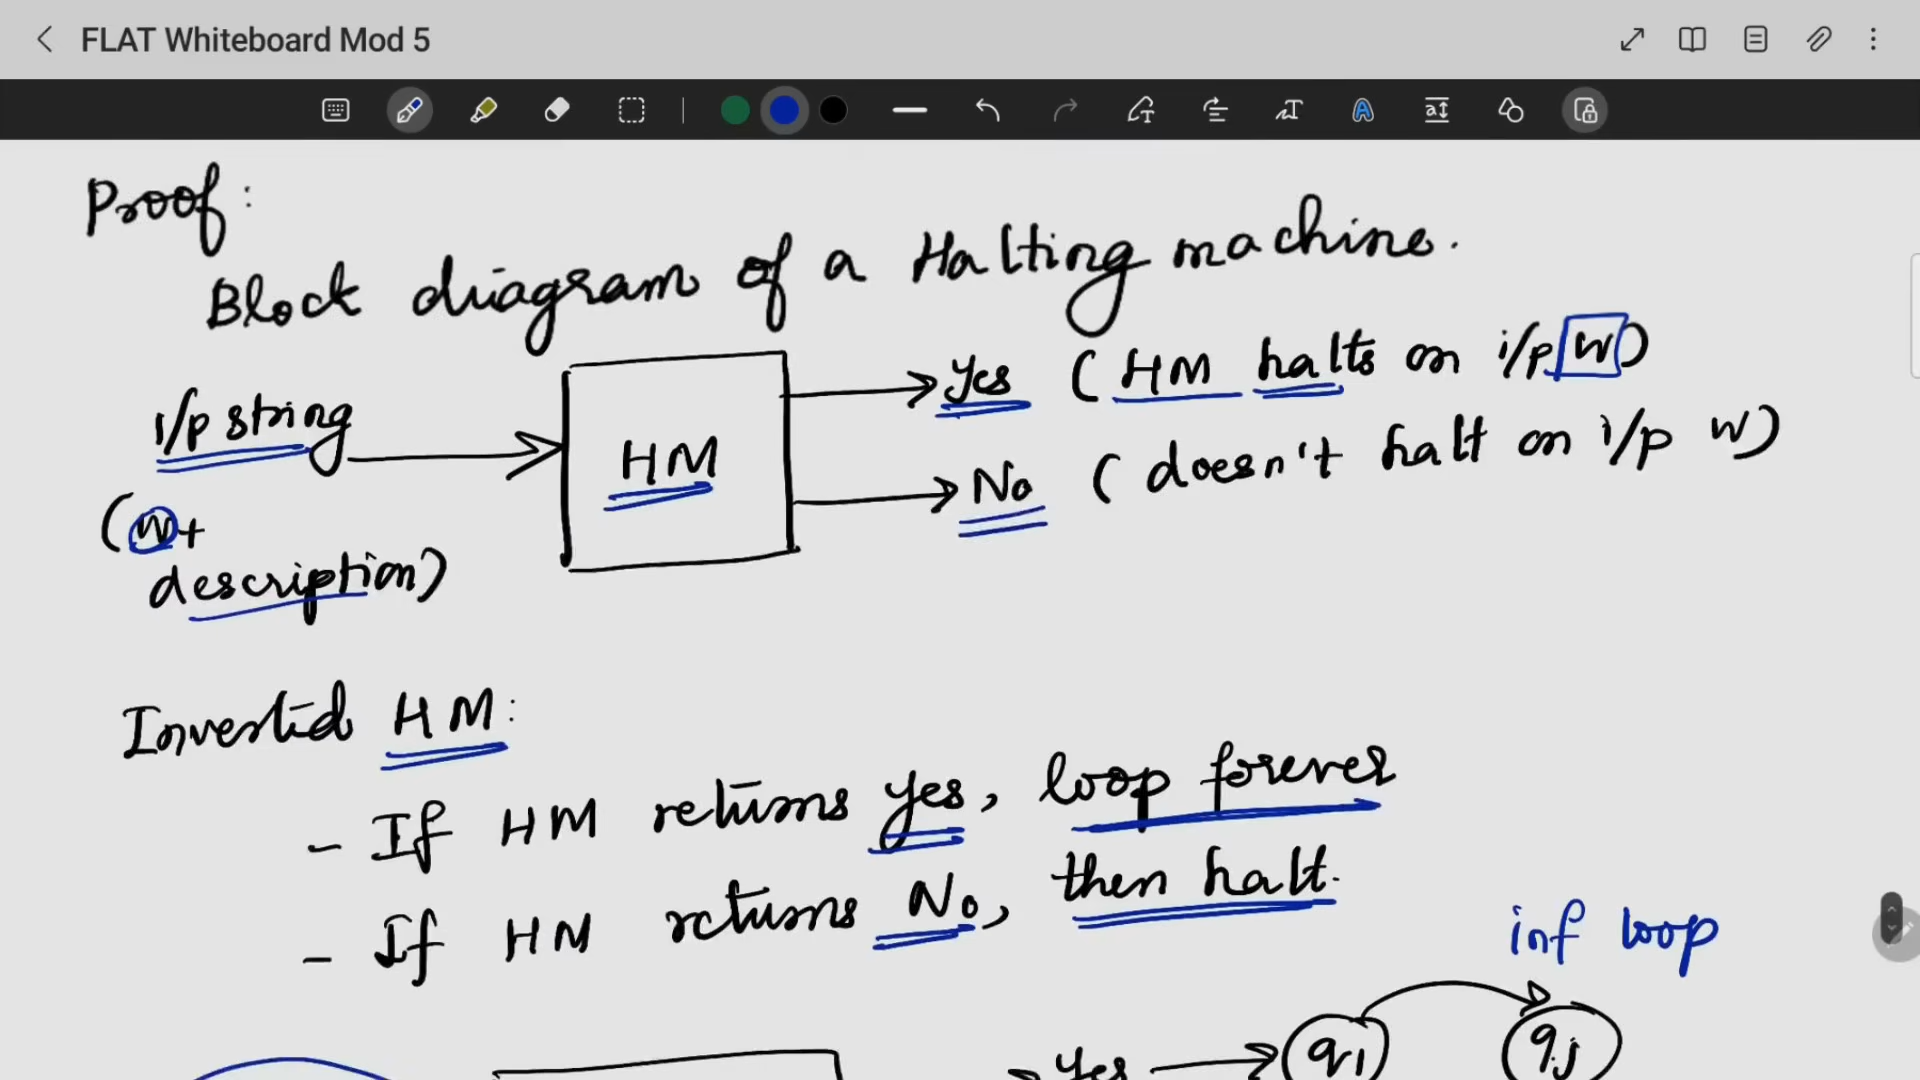 FLAT Whiteboard Mod 5
Proof:
Block diagram of a Halting machine.
i/p string
(w+
description)
HM
Yes (HM halts on i/p w)
No (doesn't halt on i/p w)
Inverted HM:
- If HM returns yes, loop forever
- If HM returns No, then halt.
inf loop
Yes
qi
qj